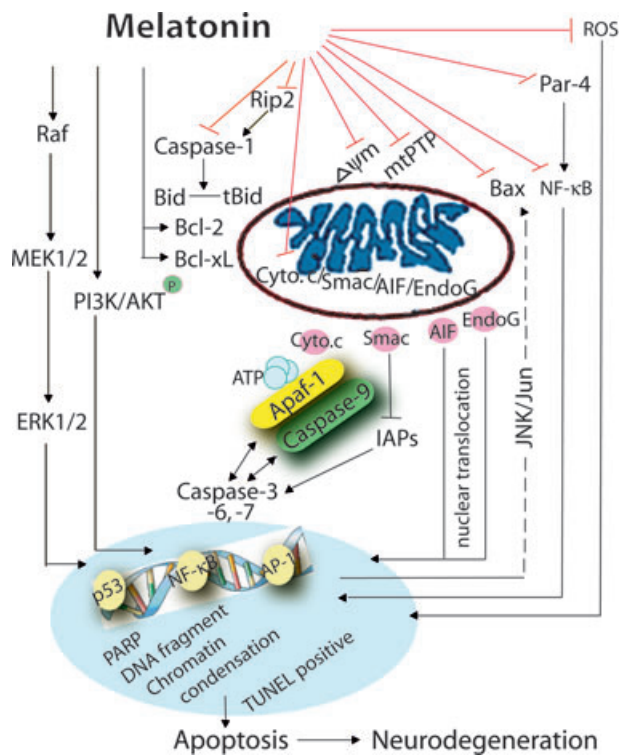 Melatonin
ROS
Rip2
Par-4
Raf
Caspase-1
Δψm
mtPTP
Bid
tBid
Bax
NF-κB
Bcl-2
Bcl-xL
MEK1/2
Cyto.c/Smac/AIF/EndoG
P
PI3K/AKT
Cyto.c
Smac
AIF
EndoG
ATP
Apaf-1
Caspase-9
JNK/Jun
ERK1/2
IAPs
nuclear translocation
Caspase-3
-6,-7
p53
NF-κB
AP-1
PARP
DNA fragment
Chromatin
condensation
TUNEL positive
Apoptosis
Neurodegeneration